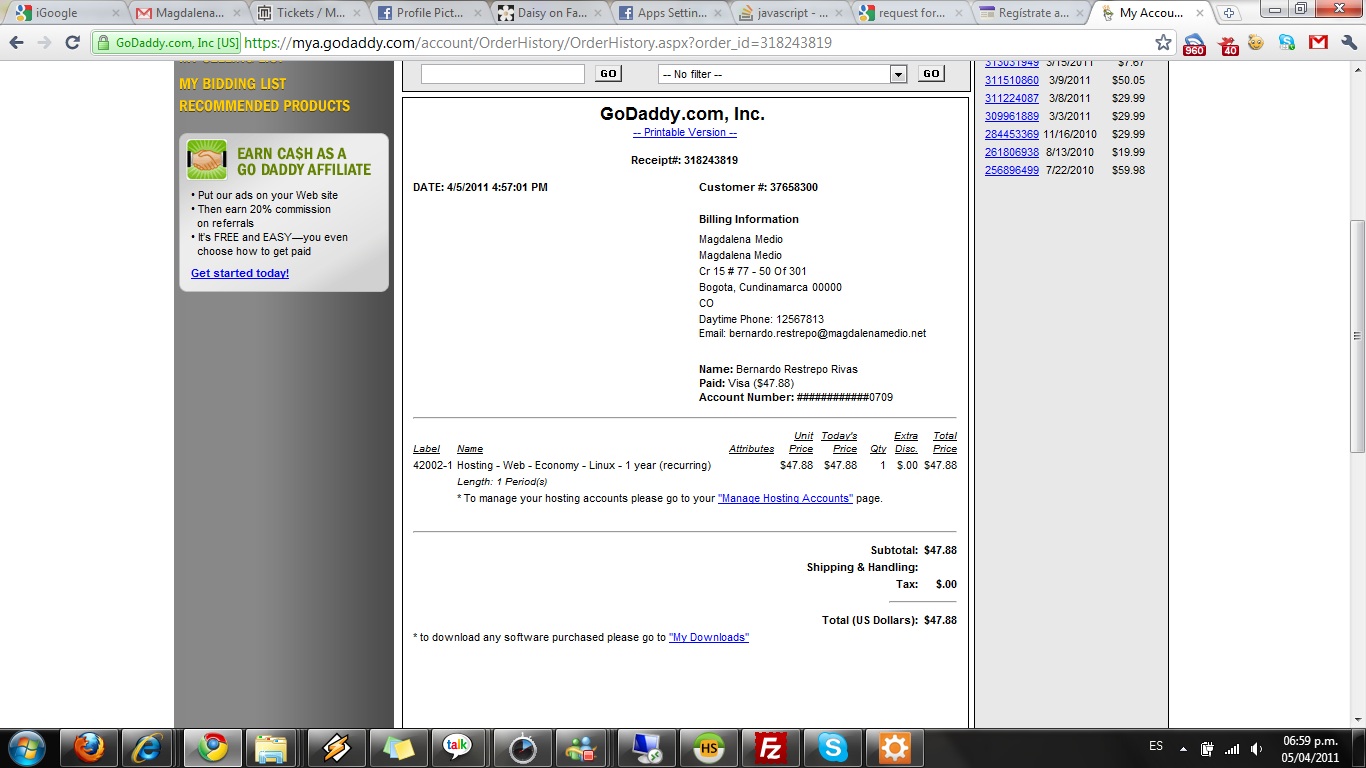 iGoogle
Magdalena...
Tickets / M...
Profile Pict...
Daisy on Fa...
Apps Settin...
javascript - ...
request for...
Regístrate a...
My Accou...
GoDaddy.com, Inc [US]
https://mya.godaddy.com/account/OrderHistory/OrderHistory.aspx?order_id=318243819
960
40
MY BIDDING LIST
RECOMMENDED PRODUCTS
EARN CA$H AS A
GO DADDY AFFILIATE
• Put our ads on your Web site
• Then earn 20% commission
on referrals
• It's FREE and EASY—you even
choose how to get paid
Get started today!
GO
-- No filter --
GO
GoDaddy.com, Inc.
-- Printable Version --
Receipt#: 318243819
DATE: 4/5/2011 4:57:01 PM
Customer #: 37658300
Billing Information
Magdalena Medio
Magdalena Medio
Cr 15 # 77 - 50 Of 301
Bogota, Cundinamarca 00000
CO
Daytime Phone: 12567813
Email: bernardo.restrepo@magdalenamedio.net
Name: Bernardo Restrepo Rivas
Paid: Visa ($47.88)
Account Number: ############0709
Label Name Attributes Unit Price Today's Price Qty Extra Disc. Total Price
42002-1 Hosting - Web - Economy - Linux - 1 year (recurring) $47.88 $47.88 1 $.00 $47.88
Length: 1 Period(s)
* To manage your hosting accounts please go to your "Manage Hosting Accounts" page.
Subtotal: $47.88
Shipping & Handling:
Tax: $.00
Total (US Dollars): $47.88
* to download any software purchased please go to "My Downloads"
313031949 3/15/2011 $7.67
311510860 3/9/2011 $50.05
311224087 3/8/2011 $29.99
309961889 3/3/2011 $29.99
284453369 11/16/2010 $29.99
261806938 8/13/2010 $19.99
256896499 7/22/2010 $59.98
talk
HS
FZ
S
ES
06:59 p.m.
05/04/2011